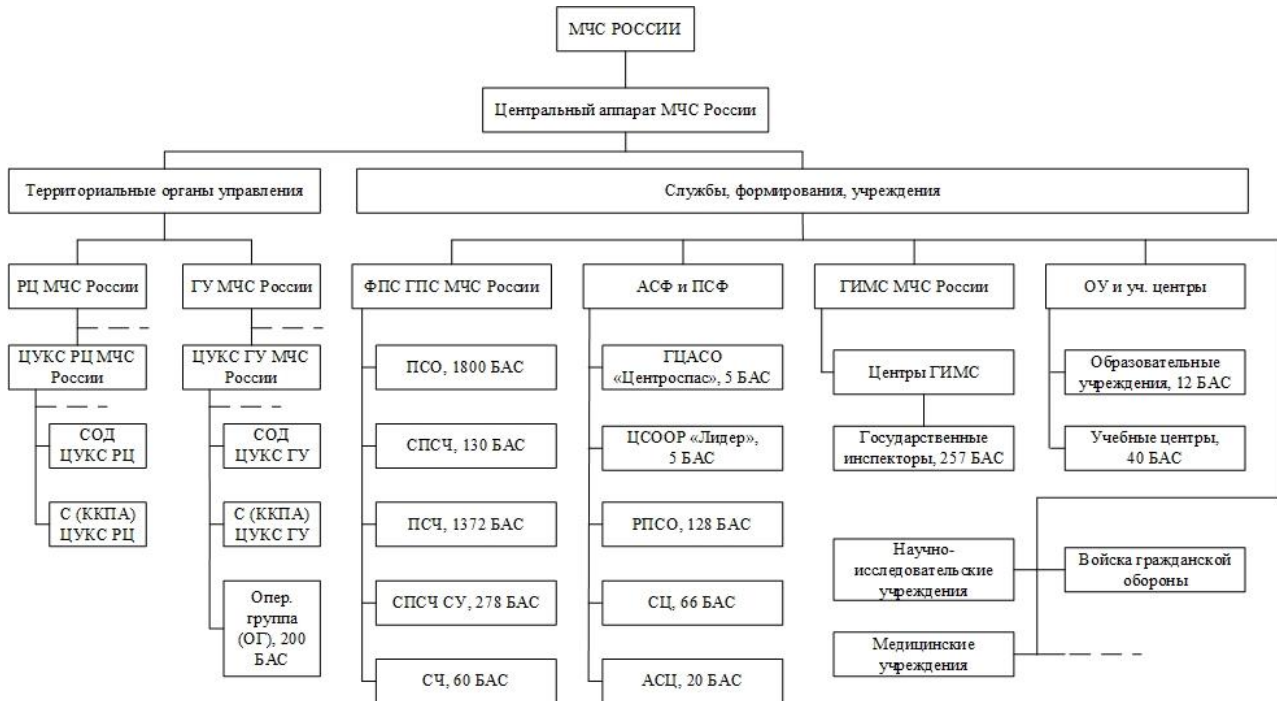 МЧС РОССИИ
Центральный аппарат МЧС России
Территориальные органы управления
Службы, формирования, учреждения
РЦ МЧС России
ГУ МЧС России
ФПС ГПС МЧС России
АСФ и ПСФ
ГИМС МЧС России
ОУ и уч. центры
ЦУКС РЦ МЧС
России
СОД
ЦУКС РЦ
С (ККПА)
ЦУКС РЦ
ЦУКС ГУ МЧС
России
СОД
ЦУКС ГУ
С (ККПА)
ЦУКС ГУ
Опер.
группа
(ОГ), 200
БАС
ПСО, 1800 БАС
СПСЧ, 130 БАС
ПСЧ, 1372 БАС
СПСЧ СУ, 278 БАС
СЧ, 60 БАС
ГЦАСО
«Центроспас», 5 БАС
ЦСООР «Лидер»,
5 БАС
РПСО, 128 БАС
СЦ, 66 БАС
АСЦ, 20 БАС
Центры ГИМС
Государственные
инспекторы, 257 БАС
Образовательные
учреждения, 12 БАС
Учебные центры,
40 БАС
Научно-
исследовательские
учреждения
Войска гражданской
обороны
Медицинские
учреждения